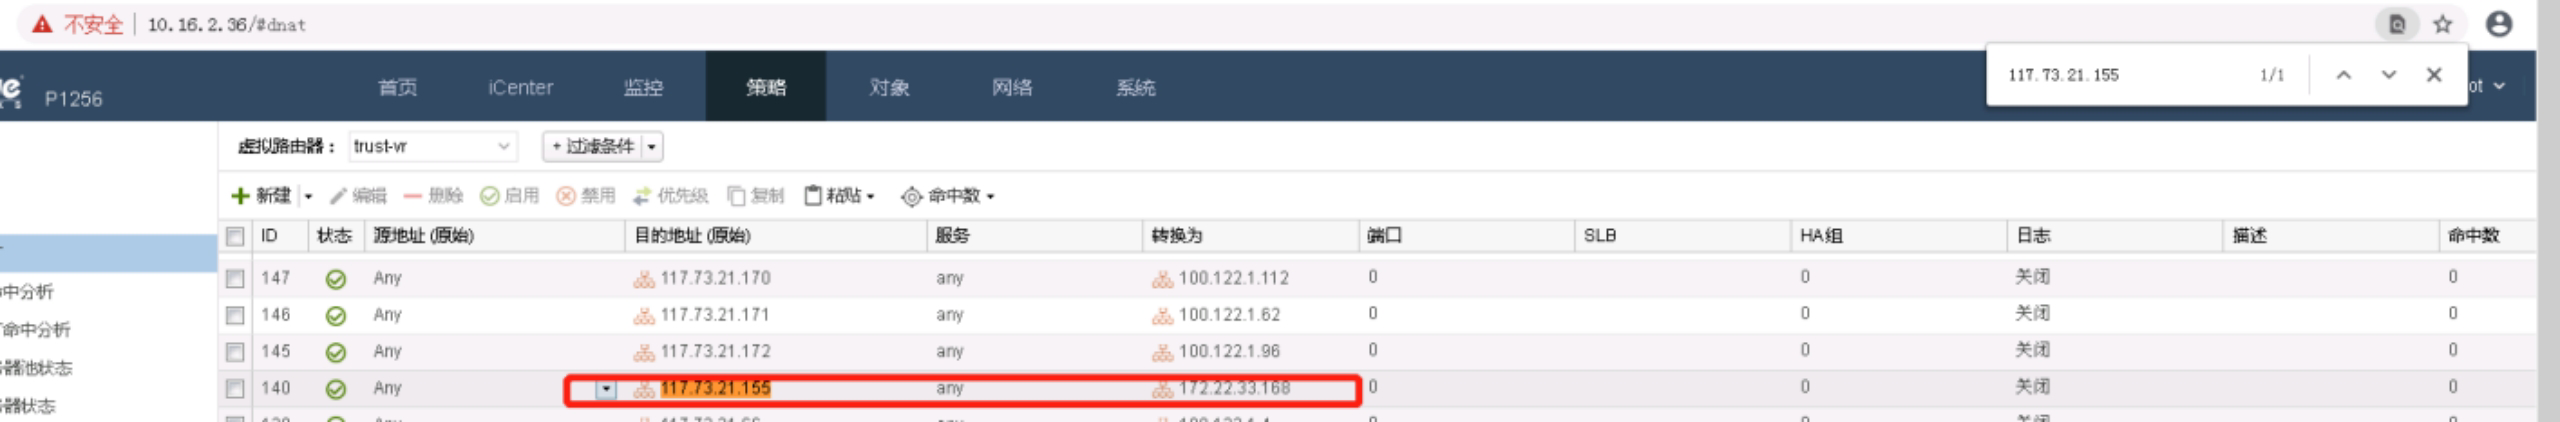 不安全 10.16.2.36/#dnat
117.73.21.155 1/1
P1256 首页 iCenter 监控 策略 对象 网络 系统 ot
虚拟路由器： trust-vr + 过滤条件
新建 编辑 删除 启用 禁用 优先级 复制 粘贴 命中数
ID 状态 源地址 (原始) 目的地址 (原始) 服务 转换为 端口 SLB HA组 日志 描述 命中数
147 Any 117.73.21.170 any 100.122.1.112 0 0 关闭 0
中分析
146 Any 117.73.21.171 any 100.122.1.62 0 0 关闭 0
命中分析
145 Any 117.73.21.172 any 100.122.1.96 0 0 关闭 0
器池状态
140 Any 117.73.21.155 any 172.22.33.168 0 0 关闭 0
器状态